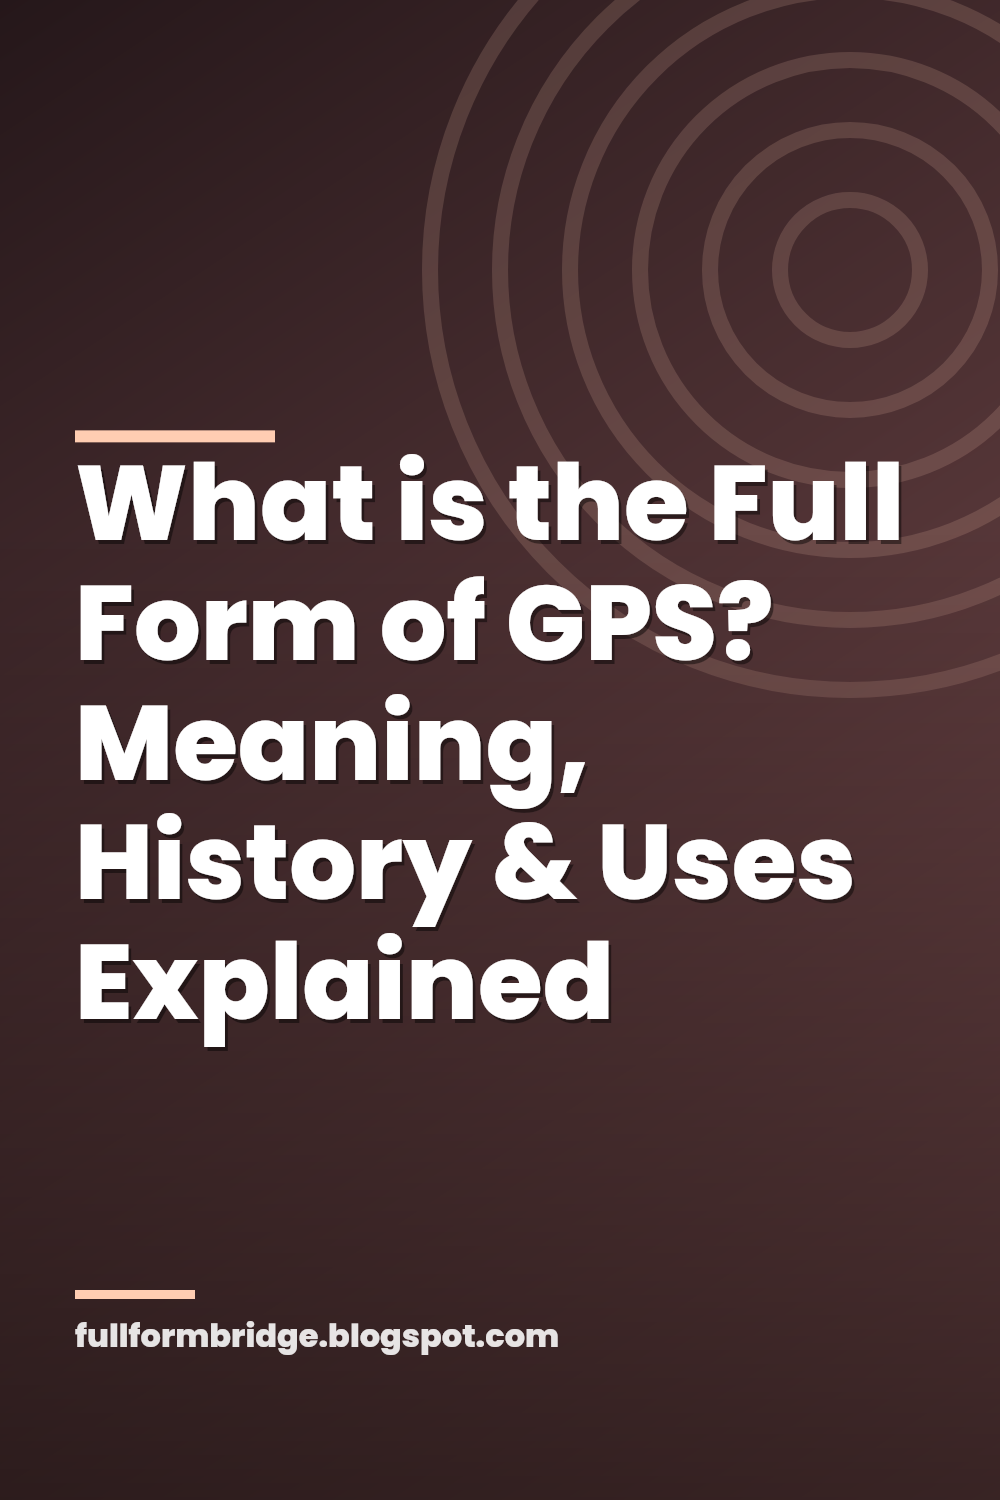 What is the Full
Form of GPS?
Meaning,
History & Uses
Explained
fullformbridge.blogspot.com